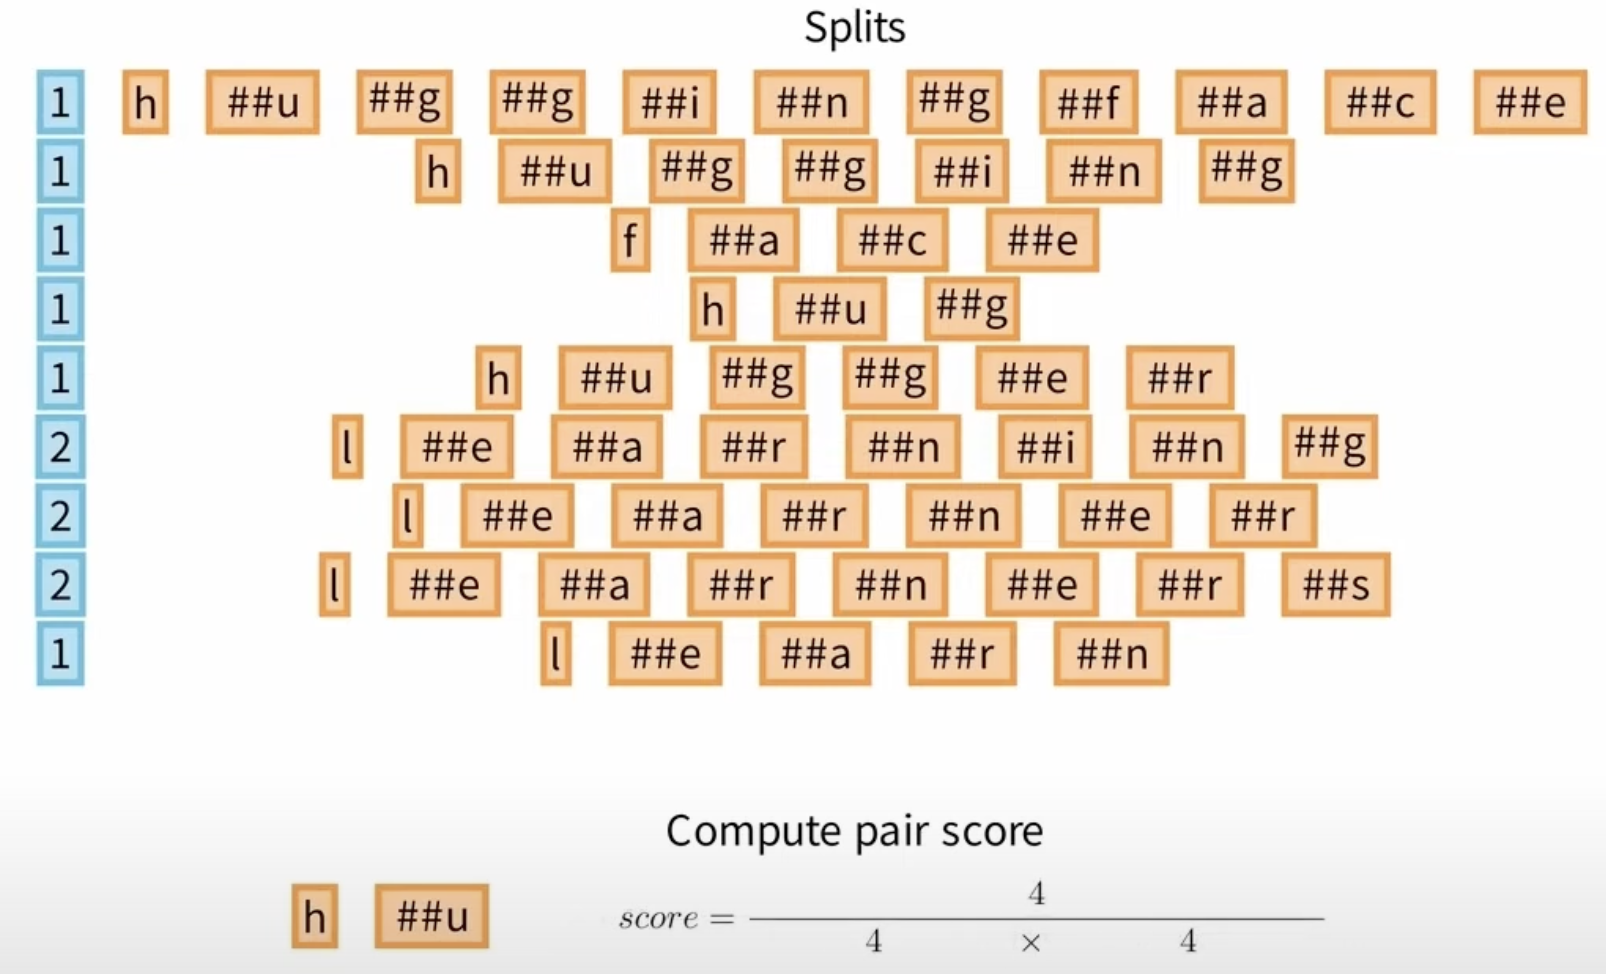 Splits
1 h ##u ##g ##g ##i ##n ##g ##f ##a ##c ##e
1 h ##u ##g ##g ##i ##n ##g
1 f ##a ##c ##e
1 h ##u ##g
1 h ##u ##g ##g ##e ##r
2 l ##e ##a ##r ##n ##i ##n ##g
2 l ##e ##a ##r ##n ##e ##r
2 l ##e ##a ##r ##n ##e ##r ##s
1 l ##e ##a ##r ##n
Compute pair score
4
h ##u score =
4 × 4